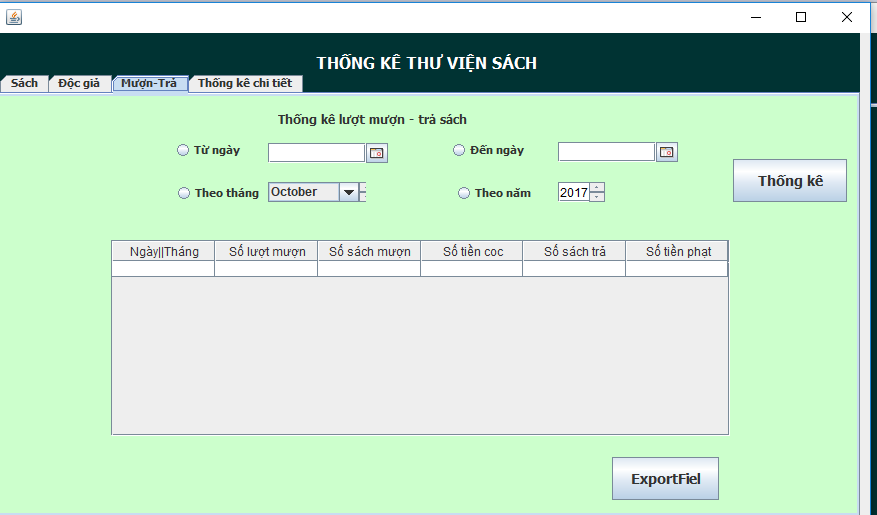 THỐNG KÊ THƯ VIỆN SÁCH
Sách Độc giả Mượn-Trả Thống kê chi tiết
Thống kê lượt mượn - trả sách
Từ ngày Đến ngày
Thống kê
Theo tháng October Theo năm 2017
Ngày||Tháng Số lượt mượn Số sách mượn Số tiền coc Số sách trả Số tiền phạt
ExportFiel